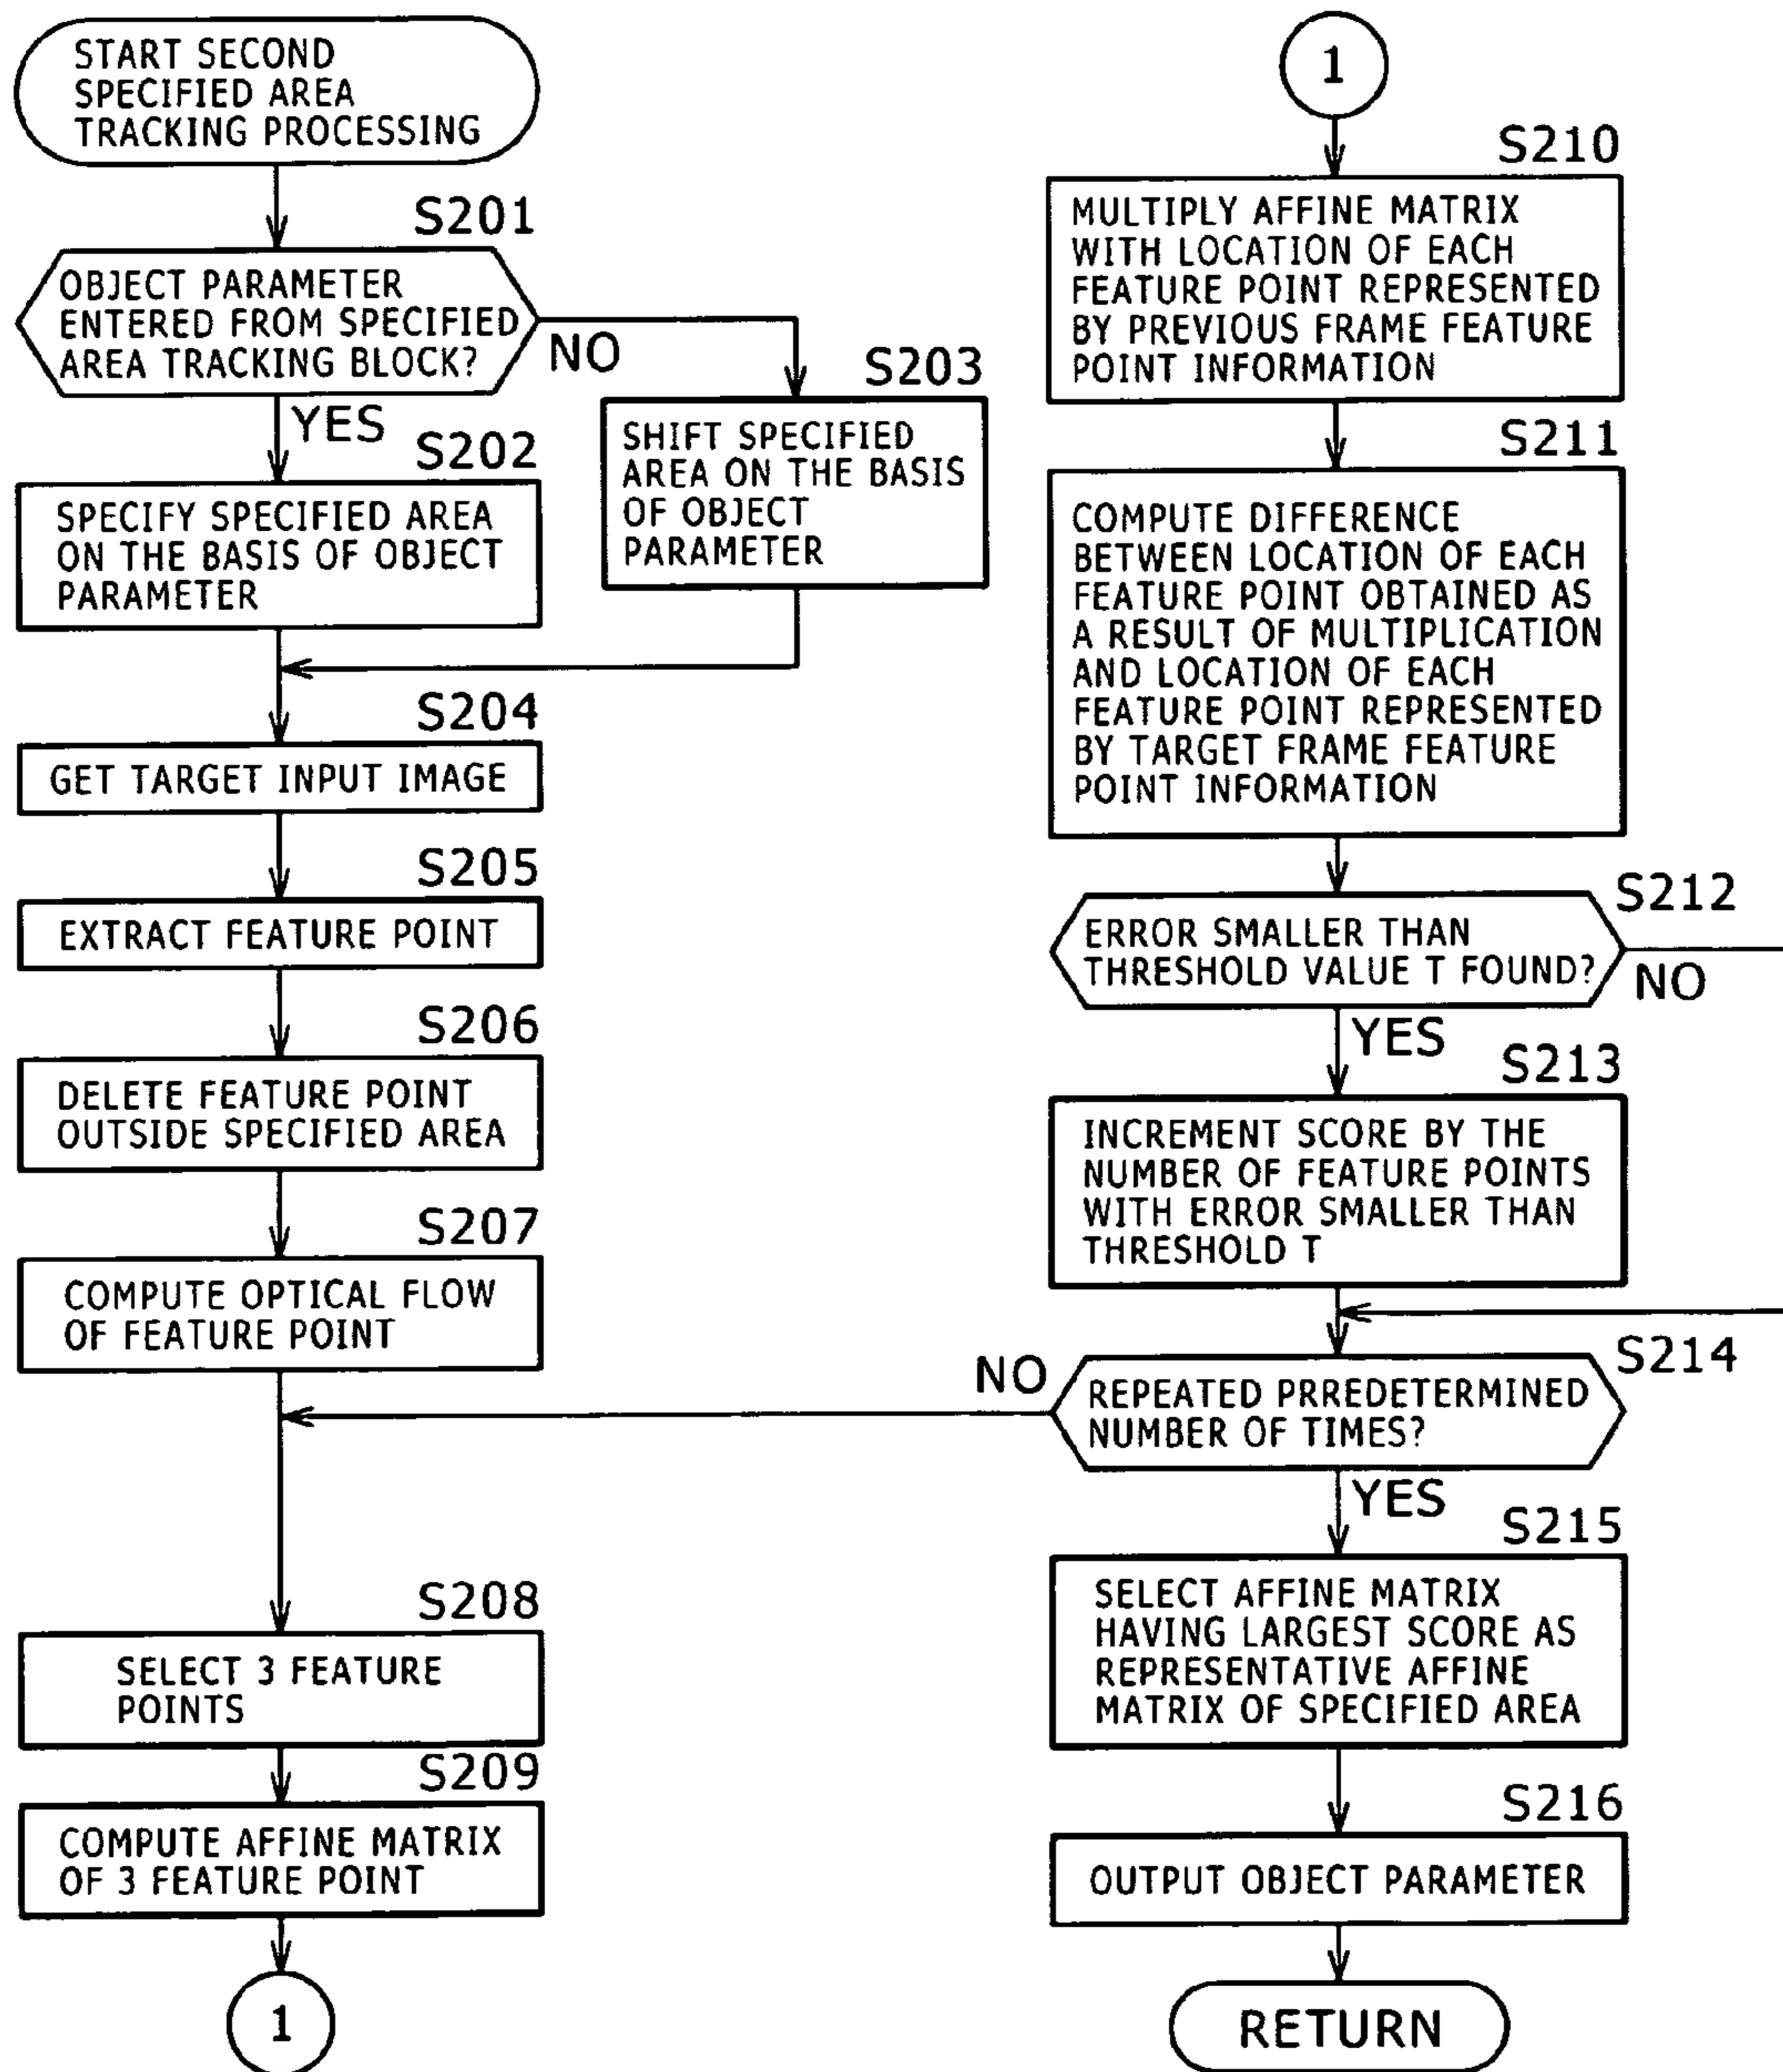 START SECOND
SPECIFIED AREA
TRACKING PROCESSING
S201
OBJECT PARAMETER
ENTERED FROM SPECIFIED
AREA TRACKING BLOCK?
NO
YES
S202
SPECIFY SPECIFIED AREA
ON THE BASIS OF OBJECT
PARAMETER
S203
SHIFT SPECIFIED
AREA ON THE BASIS
OF OBJECT
PARAMETER
S204
GET TARGET INPUT IMAGE
S205
EXTRACT FEATURE POINT
S206
DELETE FEATURE POINT
OUTSIDE SPECIFIED AREA
S207
COMPUTE OPTICAL FLOW
OF FEATURE POINT
S208
SELECT 3 FEATURE
POINTS
S209
COMPUTE AFFINE MATRIX
OF 3 FEATURE POINT
1
1
S210
MULTIPLY AFFINE MATRIX
WITH LOCATION OF EACH
FEATURE POINT REPRESENTED
BY PREVIOUS FRAME FEATURE
POINT INFORMATION
S211
COMPUTE DIFFERENCE
BETWEEN LOCATION OF EACH
FEATURE POINT OBTAINED AS
A RESULT OF MULTIPLICATION
AND LOCATION OF EACH
FEATURE POINT REPRESENTED
BY TARGET FRAME FEATURE
POINT INFORMATION
S212
ERROR SMALLER THAN
THRESHOLD VALUE T FOUND?
NO
YES
S213
INCREMENT SCORE BY THE
NUMBER OF FEATURE POINTS
WITH ERROR SMALLER THAN
THRESHOLD T
S214
NO
REPEATED PRREDETERMINED
NUMBER OF TIMES?
YES
S215
SELECT AFFINE MATRIX
HAVING LARGEST SCORE AS
REPRESENTATIVE AFFINE
MATRIX OF SPECIFIED AREA
S216
OUTPUT OBJECT PARAMETER
RETURN